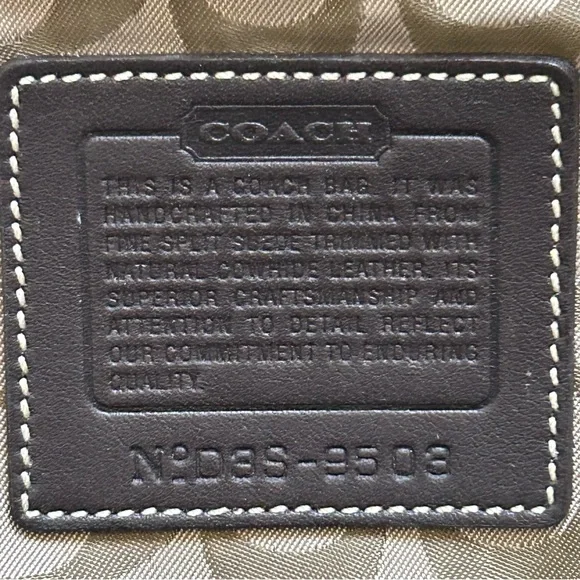 COACH
THIS IS A COACH BAG. IT WAS
HANDCRAFTED IN CHINA FROM
FINE SPLIT SUEDE TRIMMED WITH
NATURAL COWHIDE LEATHER. ITS
SUPERIOR CRAFTSMANSHIP AND
ATTENTION TO DETAIL REFLECT
OUR COMMITMENT TO ENDURING
QUALITY.
Nº D3S-9503